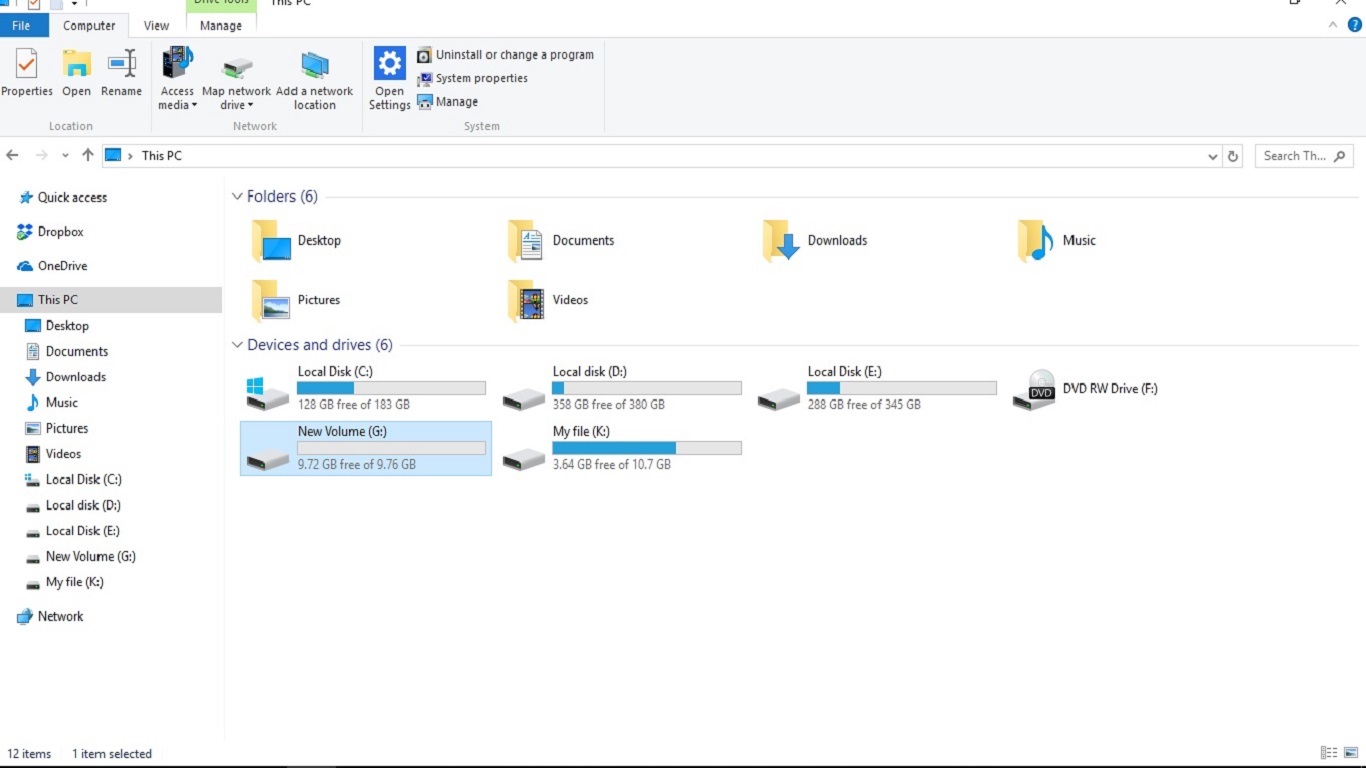 Drive Tools This PC
File Computer View Manage
Properties Open Rename
Access media Map network drive Add a network location
Open Settings
Uninstall or change a program
System properties
Manage
Location Network System
This PC
Search Th...
Quick access
Dropbox
OneDrive
This PC
Desktop
Documents
Downloads
Music
Pictures
Videos
Local Disk (C:)
Local disk (D:)
Local Disk (E:)
New Volume (G:)
My file (K:)
Network
Folders (6)
Desktop Documents Downloads Music
Pictures Videos
Devices and drives (6)
Local Disk (C:)
128 GB free of 183 GB
Local disk (D:)
358 GB free of 380 GB
Local Disk (E:)
288 GB free of 345 GB
DVD
DVD RW Drive (F:)
New Volume (G:)
9.72 GB free of 9.76 GB
My file (K:)
3.64 GB free of 10.7 GB
12 items 1 item selected